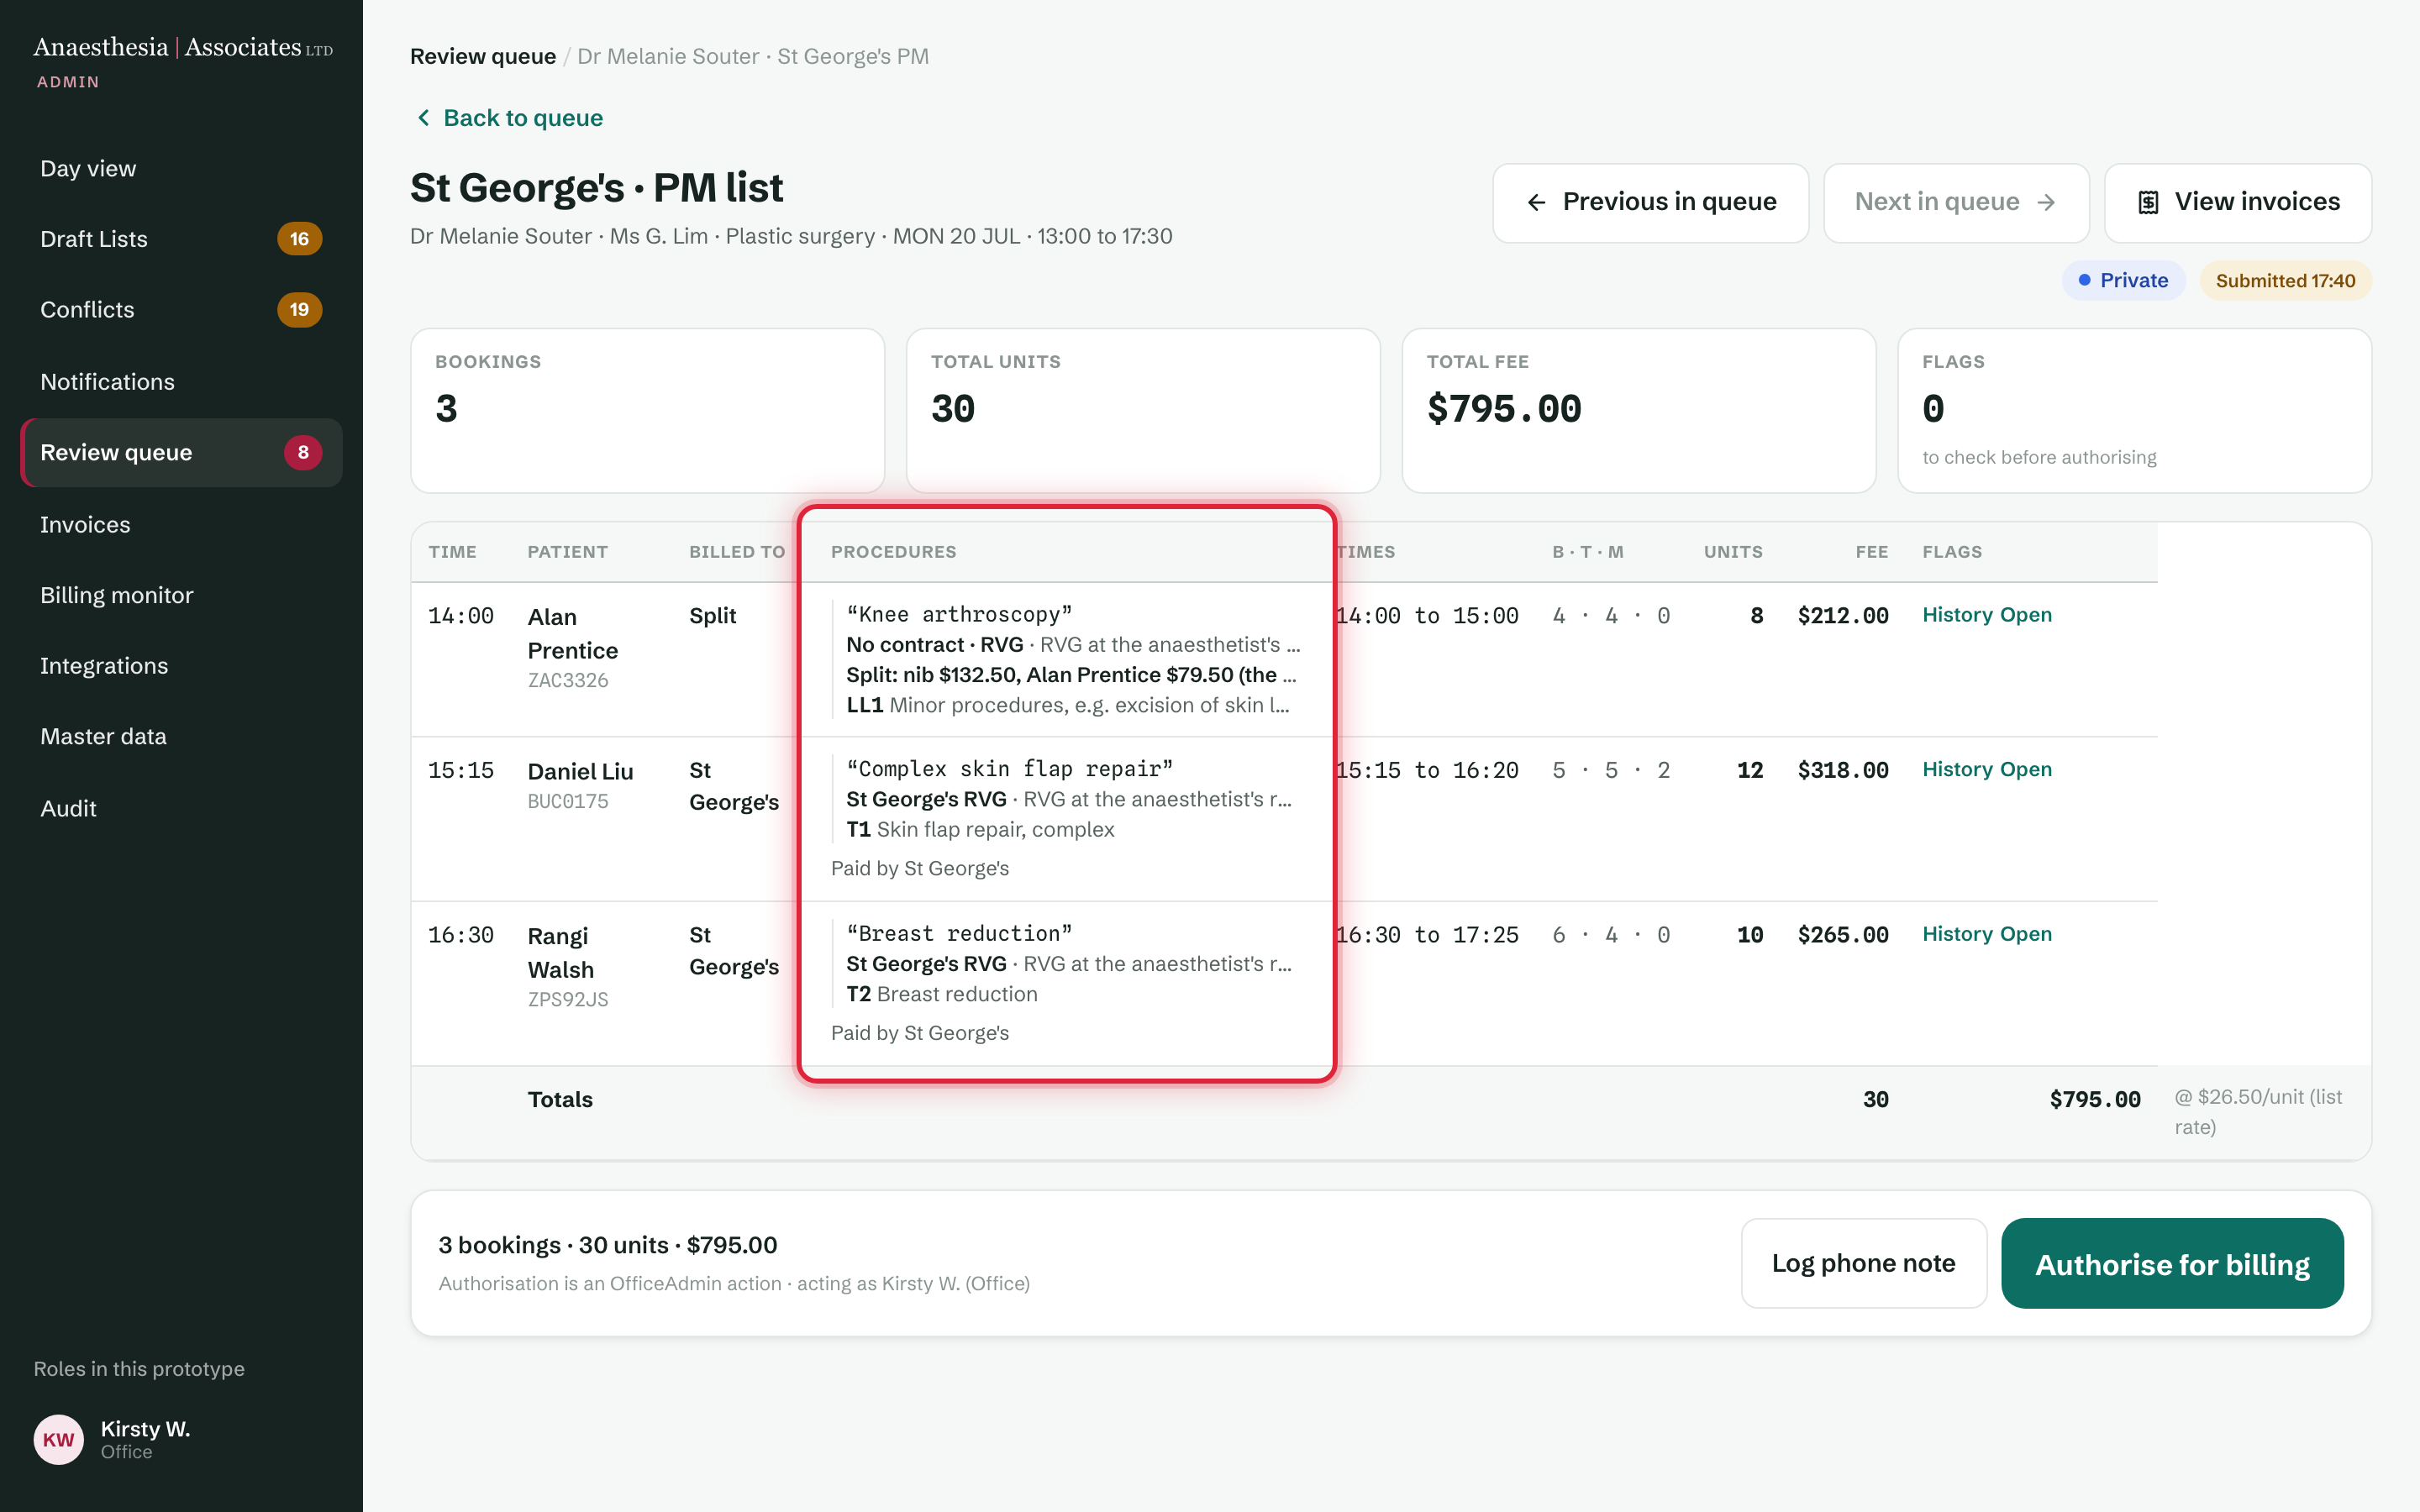 Anaesthesia | Associates LTD
ADMIN
Day view
Draft Lists 16
Conflicts 19
Notifications
Review queue 8
Invoices
Billing monitor
Integrations
Master data
Audit
Roles in this prototype
KW Kirsty W.
Office
Review queue / Dr Melanie Souter · St George's PM
Back to queue
St George's · PM list
Dr Melanie Souter · Ms G. Lim · Plastic surgery · MON 20 JUL · 13:00 to 17:30
← Previous in queue
Next in queue →
View invoices
Private
Submitted 17:40
BOOKINGS
3
TOTAL UNITS
30
TOTAL FEE
$795.00
FLAGS
0
to check before authorising
TIME PATIENT BILLED TO PROCEDURES TIMES B · T · M UNITS FEE FLAGS
14:00 Alan Prentice ZAC3326 Split
“Knee arthroscopy”
No contract · RVG · RVG at the anaesthetist's ...
Split: nib $132.50, Alan Prentice $79.50 (the ...
LL1 Minor procedures, e.g. excision of skin l...
14:00 to 15:00 4 · 4 · 0 8 $212.00 History Open
15:15 Daniel Liu BUC0175 St George's
“Complex skin flap repair”
St George's RVG · RVG at the anaesthetist's r...
T1 Skin flap repair, complex
Paid by St George's
15:15 to 16:20 5 · 5 · 2 12 $318.00 History Open
16:30 Rangi Walsh ZPS92JS St George's
“Breast reduction”
St George's RVG · RVG at the anaesthetist's r...
T2 Breast reduction
Paid by St George's
16:30 to 17:25 6 · 4 · 0 10 $265.00 History Open
Totals 30 $795.00 @ $26.50/unit (list rate)
3 bookings · 30 units · $795.00
Authorisation is an OfficeAdmin action · acting as Kirsty W. (Office)
Log phone note
Authorise for billing